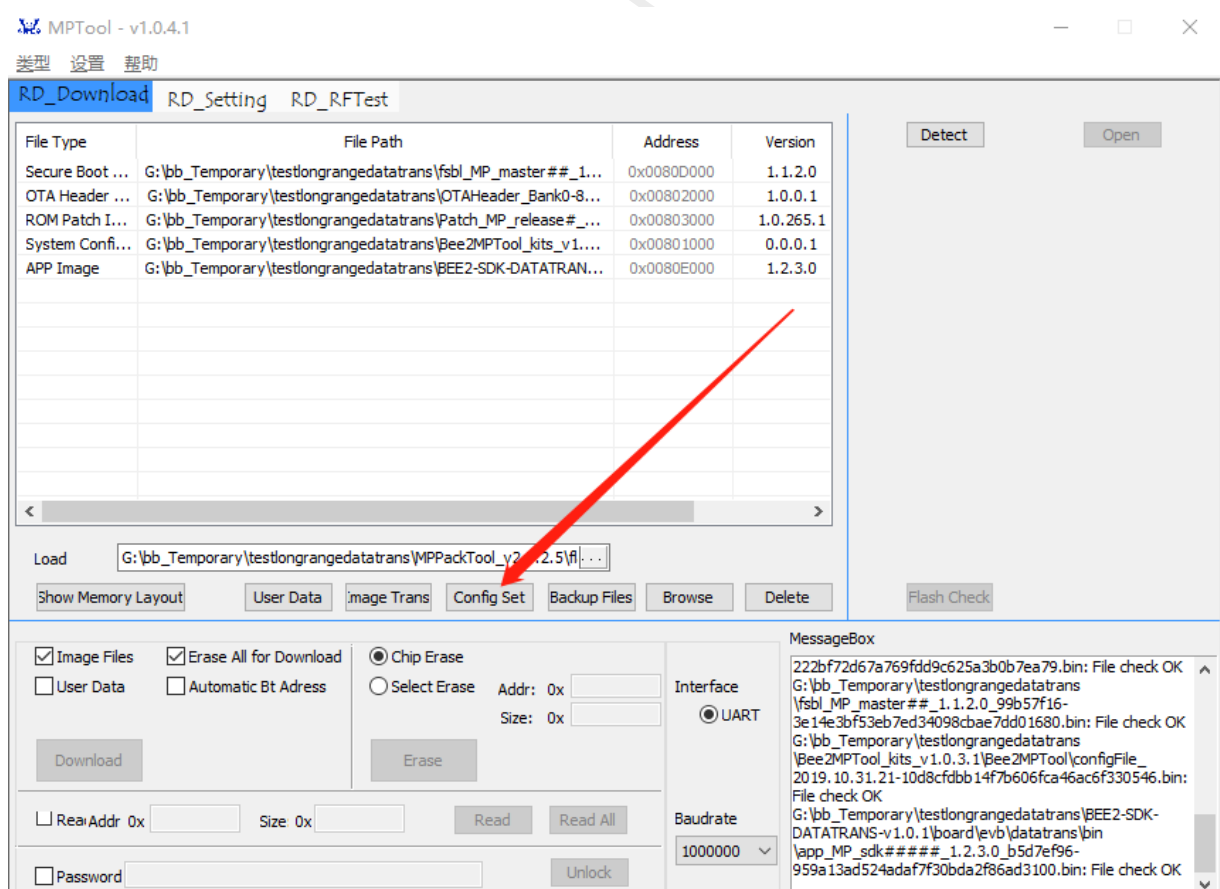 MPTool - v1.0.4.1
类型 设置 帮助
RD_Download RD_Setting RD_RFTest
File Type File Path Address Version
Secure Boot ... G:\bb_Temporary\testlongrangedatatrans\fsbl_MP_master##_1... 0x0080D000 1.1.2.0
OTA Header ... G:\bb_Temporary\testlongrangedatatrans\OTAHeader_Bank0-8... 0x00802000 1.0.0.1
ROM Patch I... G:\bb_Temporary\testlongrangedatatrans\Patch_MP_release#_... 0x00803000 1.0.265.1
System Confi... G:\bb_Temporary\testlongrangedatatrans\Bee2MPTool_kits_v1.... 0x00801000 0.0.0.1
APP Image G:\bb_Temporary\testlongrangedatatrans\BEE2-SDK-DATATRAN... 0x0080E000 1.2.3.0
Detect Open
Load G:\bb_Temporary\testlongrangedatatrans\MPPackTool_v2. .2.5\fl ...
Show Memory Layout User Data Image Trans Config Set Backup Files Browse Delete Flash Check
Image Files Erase All for Download Chip Erase
User Data Automatic Bt Adress Select Erase Addr: 0x
Size: 0x
Interface
UART
Download Erase
Rea Addr 0x Size 0x Read Read All
Baudrate
1000000
Password Unlock
MessageBox
222bf72d67a769fdd9c625a3b0b7ea79.bin: File check OK
G:\bb_Temporary\testlongrangedatatrans
\fsbl_MP_master##_1.1.2.0_99b57f16-
3e14e3bf53eb7ed34098cbae7dd01680.bin: File check OK
G:\bb_Temporary\testlongrangedatatrans
\Bee2MPTool_kits_v1.0.3.1\Bee2MPTool\configFile_
2019.10.31.21-10d8cfdbb14f7b606fca46ac6f330546.bin:
File check OK
G:\bb_Temporary\testlongrangedatatrans\BEE2-SDK-
DATATRANS-v1.0.1\board\evb\datatrans\bin
\app_MP_sdk#####_1.2.3.0_b5d7ef96-
959a13ad524adaf7f30bda2f86ad3100.bin: File check OK